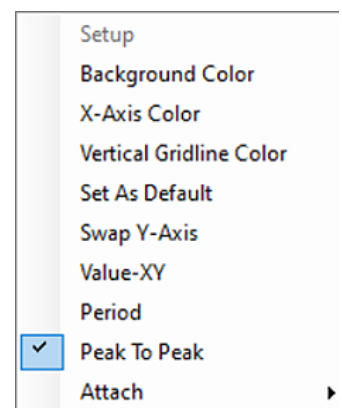 Setup
Background Color
X-Axis Color
Vertical Gridline Color
Set As Default
Swap Y-Axis
Value-XY
Period
Peak To Peak
Attach